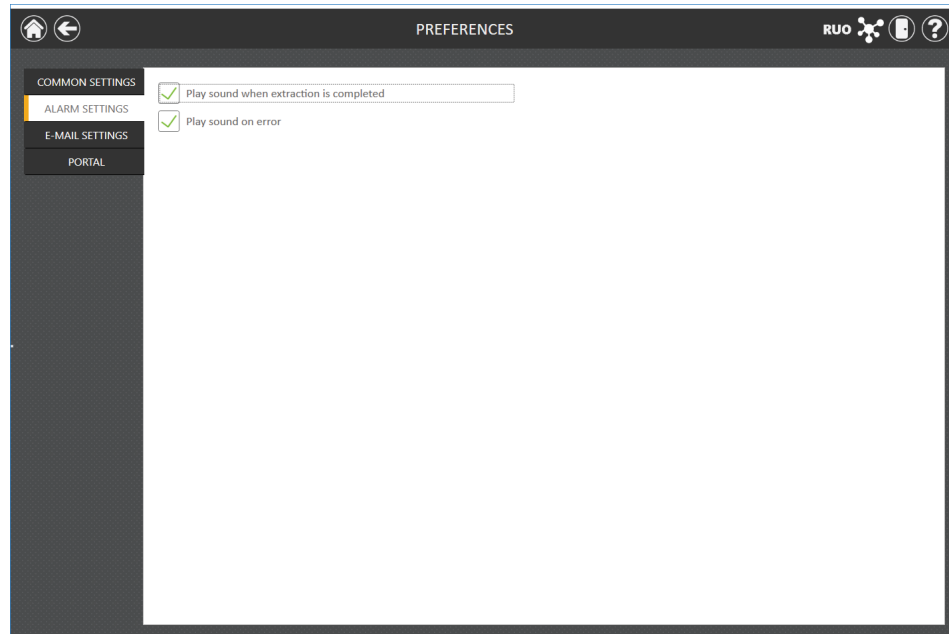 PREFERENCES
RUO
?
COMMON SETTINGS
ALARM SETTINGS
E-MAIL SETTINGS
PORTAL
Play sound when extraction is completed
Play sound on error